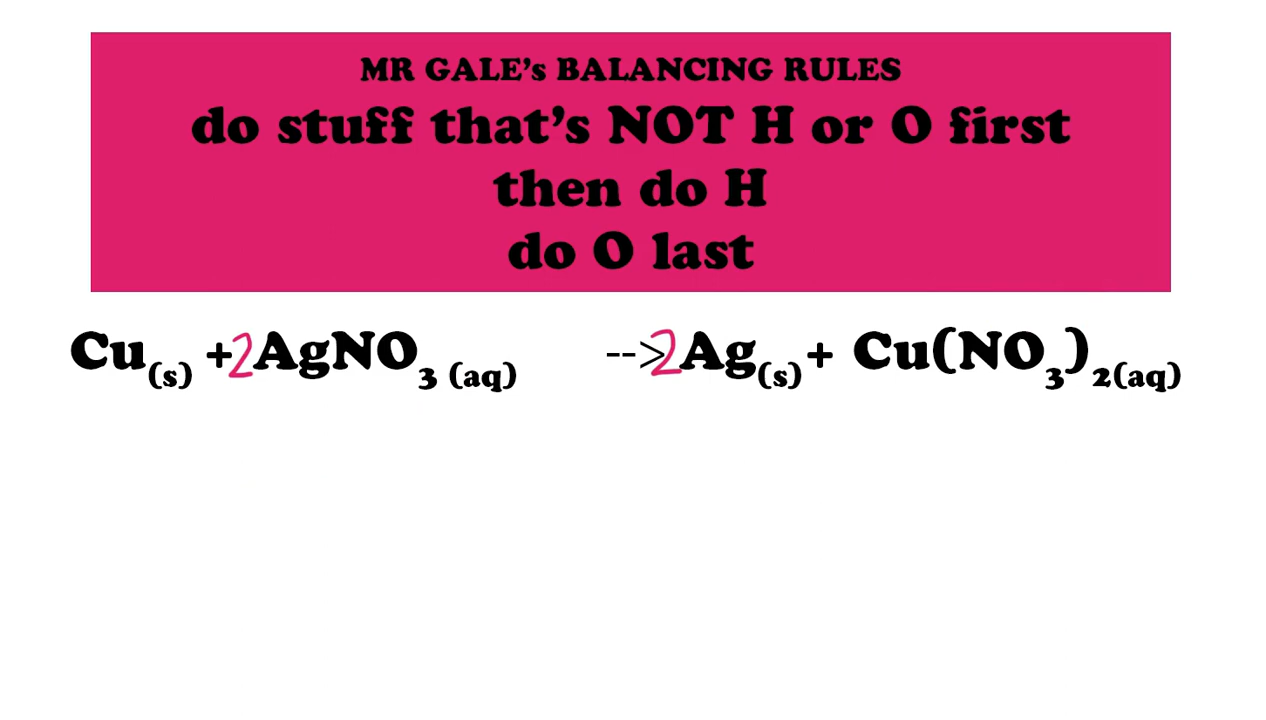 MR GALE's BALANCING RULES
do stuff that's NOT H or O first
then do H
do O last
Cu(s) +2AgNO3 (aq) -->2Ag(s)+ Cu(NO3)2(aq)